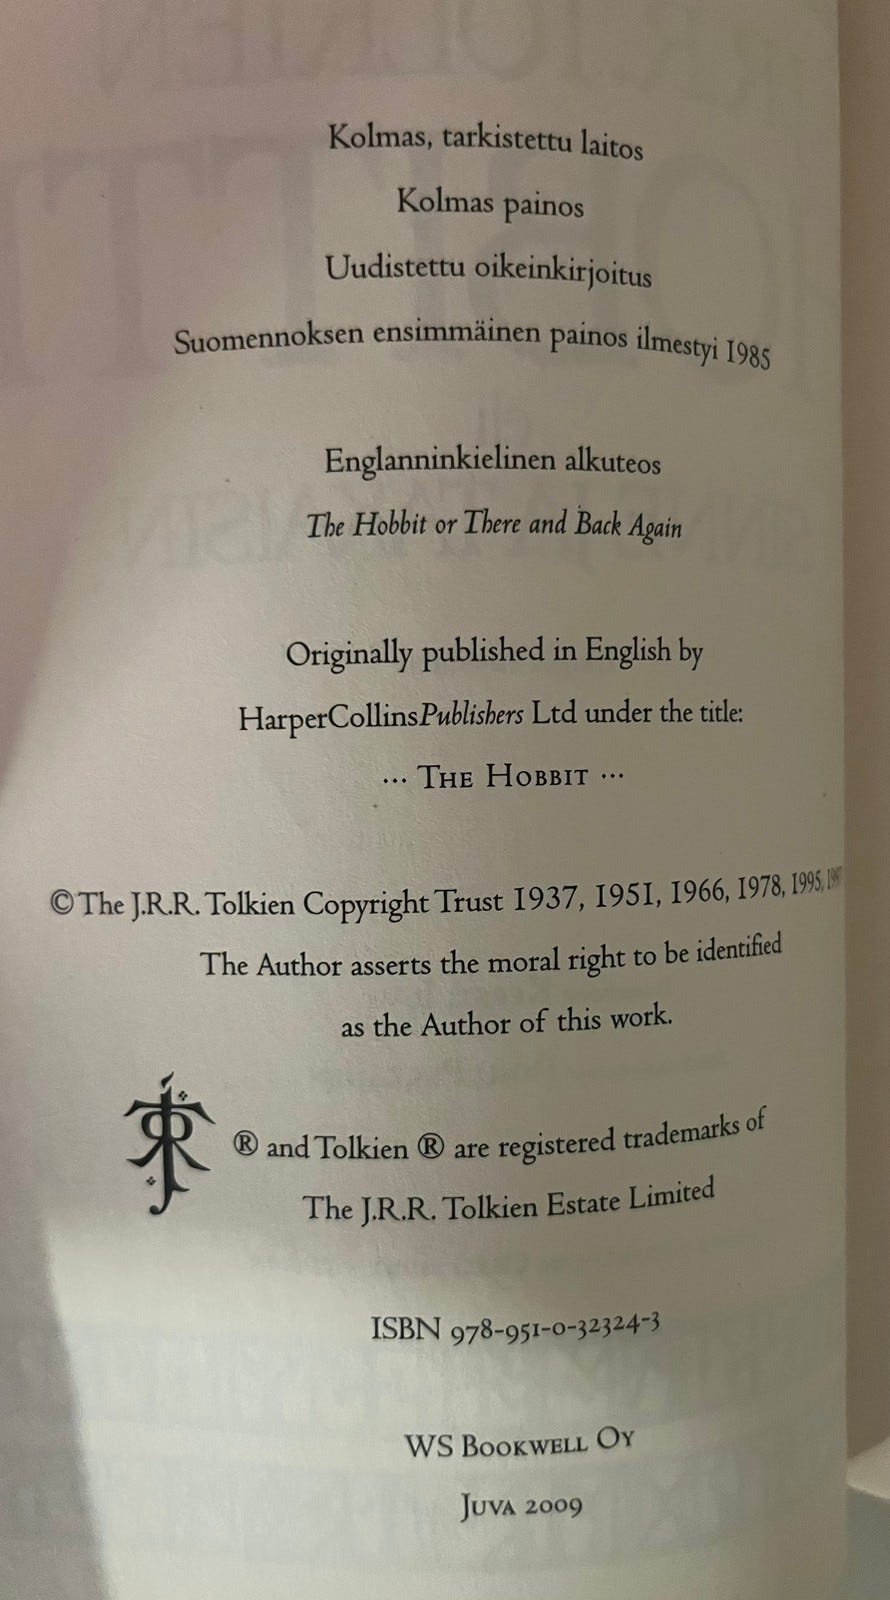 Kolmas, tarkistettu laitos
Kolmas painos
Uudistettu oikeinkirjoitus
Suomennoksen ensimmäinen painos ilmestyi 1985
Englanninkielinen alkuteos
The Hobbit or There and Back Again
Originally published in English by
HarperCollinsPublishers Ltd under the title:
··· The Hobbit ···
© The J.R.R. Tolkien Copyright Trust 1937, 1951, 1966, 1978, 1995,
The Author asserts the moral right to be identified
as the Author of this work.
® and Tolkien ® are registered trademarks of
The J.R.R. Tolkien Estate Limited
ISBN 978-951-0-32324-3
WS Bookwell Oy
Juva 2009